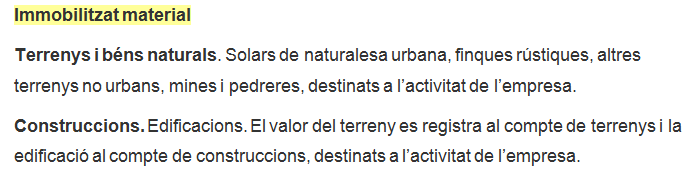 Immobilitzat material
Terrenys i béns naturals. Solars de naturalesa urbana, finques rústiques, altres
terrenys no urbans, mines i pedreres, destinats a l’activitat de l’empresa.
Construccions. Edificacions. El valor del terreny es registra al compte de terrenys i la
edificació al compte de construccions, destinats a l’activitat de l’empresa.